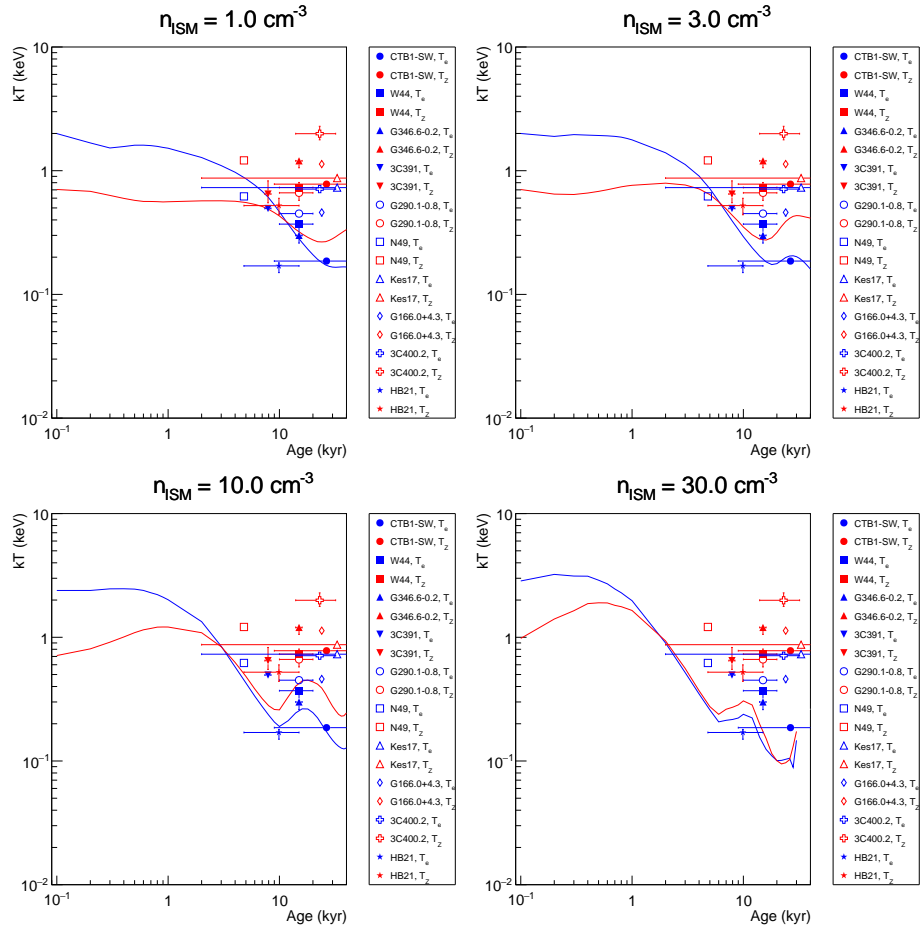 n_ISM = 1.0 cm^-3
kT (keV)
10
1
10^-1
10^-2
10^-1
1
10
Age (kyr)
CTB1-SW, T_e
CTB1-SW, T_Z
W44, T_e
W44, T_Z
G346.6-0.2, T_e
G346.6-0.2, T_Z
3C391, T_e
3C391, T_Z
G290.1-0.8, T_e
G290.1-0.8, T_Z
N49, T_e
N49, T_Z
Kes17, T_e
Kes17, T_Z
G166.0+4.3, T_e
G166.0+4.3, T_Z
3C400.2, T_e
3C400.2, T_Z
HB21, T_e
HB21, T_Z
n_ISM = 3.0 cm^-3
kT (keV)
10
1
10^-1
10^-2
10^-1
1
10
Age (kyr)
CTB1-SW, T_e
CTB1-SW, T_Z
W44, T_e
W44, T_Z
G346.6-0.2, T_e
G346.6-0.2, T_Z
3C391, T_e
3C391, T_Z
G290.1-0.8, T_e
G290.1-0.8, T_Z
N49, T_e
N49, T_Z
Kes17, T_e
Kes17, T_Z
G166.0+4.3, T_e
G166.0+4.3, T_Z
3C400.2, T_e
3C400.2, T_Z
HB21, T_e
HB21, T_Z
n_ISM = 10.0 cm^-3
kT (keV)
10
1
10^-1
10^-2
10^-1
1
10
Age (kyr)
CTB1-SW, T_e
CTB1-SW, T_Z
W44, T_e
W44, T_Z
G346.6-0.2, T_e
G346.6-0.2, T_Z
3C391, T_e
3C391, T_Z
G290.1-0.8, T_e
G290.1-0.8, T_Z
N49, T_e
N49, T_Z
Kes17, T_e
Kes17, T_Z
G166.0+4.3, T_e
G166.0+4.3, T_Z
3C400.2, T_e
3C400.2, T_Z
HB21, T_e
HB21, T_Z
n_ISM = 30.0 cm^-3
kT (keV)
10
1
10^-1
10^-2
10^-1
1
10
Age (kyr)
CTB1-SW, T_e
CTB1-SW, T_Z
W44, T_e
W44, T_Z
G346.6-0.2, T_e
G346.6-0.2, T_Z
3C391, T_e
3C391, T_Z
G290.1-0.8, T_e
G290.1-0.8, T_Z
N49, T_e
N49, T_Z
Kes17, T_e
Kes17, T_Z
G166.0+4.3, T_e
G166.0+4.3, T_Z
3C400.2, T_e
3C400.2, T_Z
HB21, T_e
HB21, T_Z